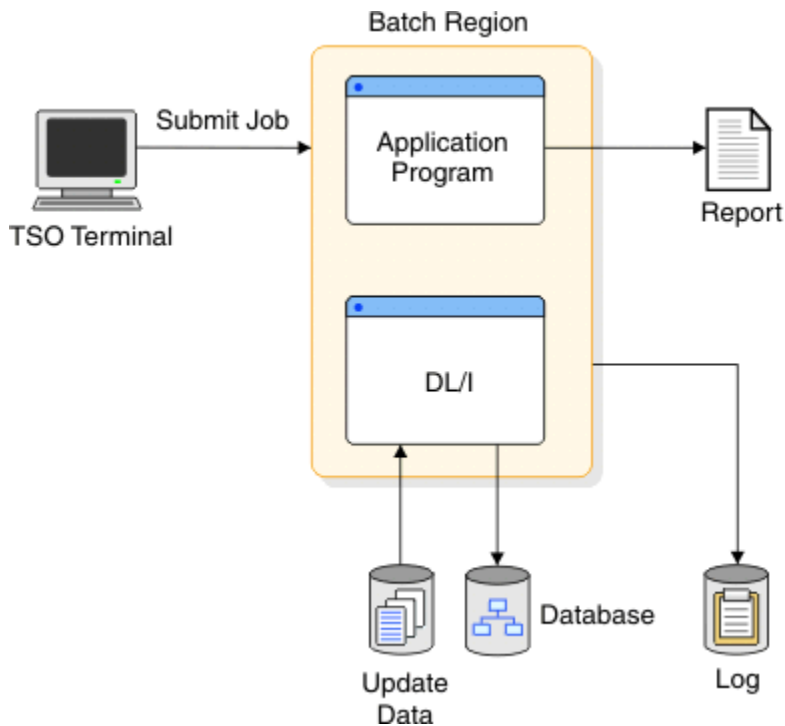 Batch Region
Submit Job
Application
Program
TSO Terminal
Report
DL/I
Database
Update
Data
Log